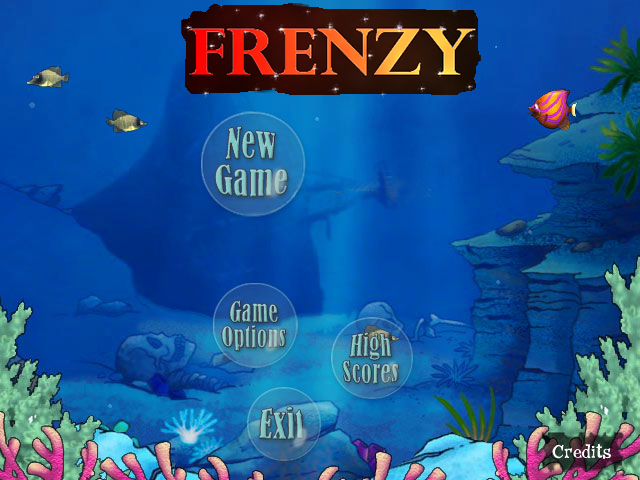 FRENZY
New
Game
Game
Options
High
Scores
Exit
Credits